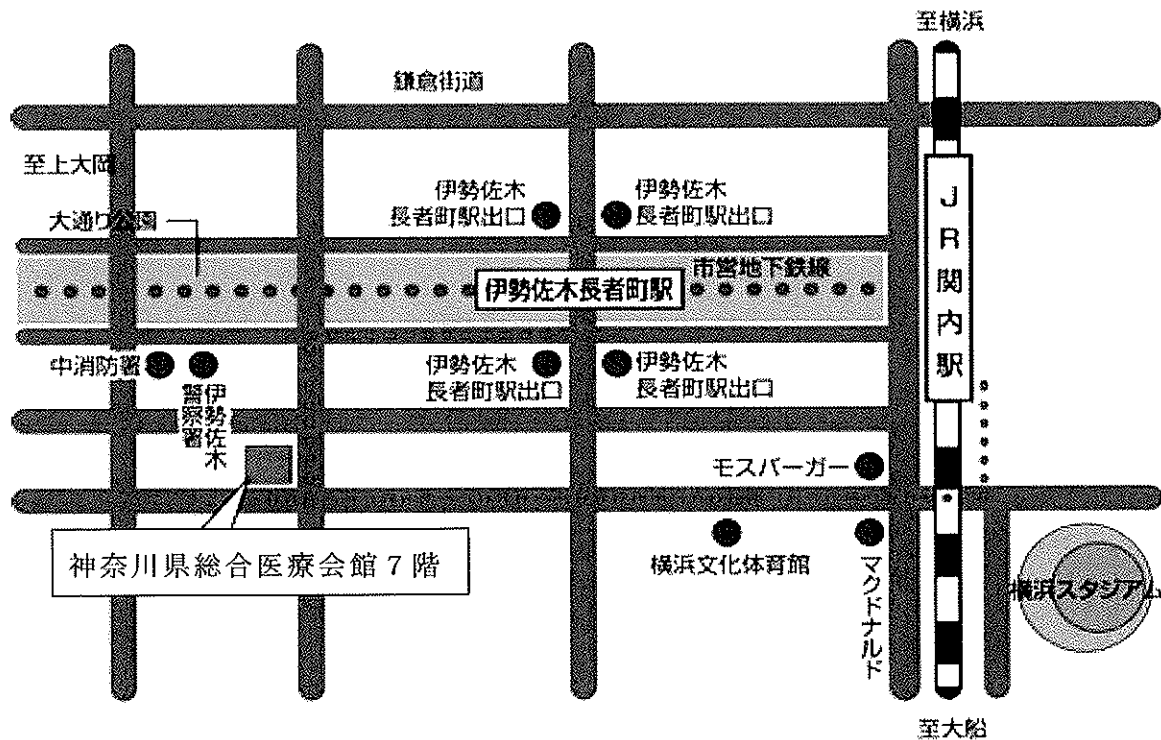 至横浜
鎌倉街道
至上大岡
伊勢佐木
長者町駅出口
伊勢佐木
長者町駅出口
JR関内駅
大通り公園
市営地下鉄線
伊勢佐木長者町駅
中消防署
伊勢佐木
警察署
伊勢佐木
長者町駅出口
伊勢佐木
長者町駅出口
モスバーガー
神奈川県総合医療会館7階
横浜文化体育館
マクドナルド
横浜スタジアム
至大船